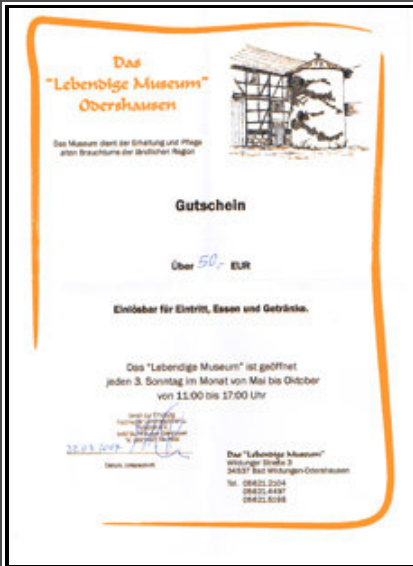 Das
"Lebendige Museum"
Odershausen
Das Museum dient der Erhaltung und Pflege
alten Brauchtums der ländlichen Region
Gutschein
Über 50,- EUR
Einlösbar für Eintritt, Essen und Getränke.
Das "Lebendige Museum" ist geöffnet
jeden 3. Sonntag im Monat von Mai bis Oktober
von 11:00 bis 17:00 Uhr
Verein zur Erhaltung
Datum, Unterschrift
Das "Lebendige Museum"
Wildunger Straße 3
34537 Bad Wildungen-Odershausen
Tel. 05621.2104
05621.4497